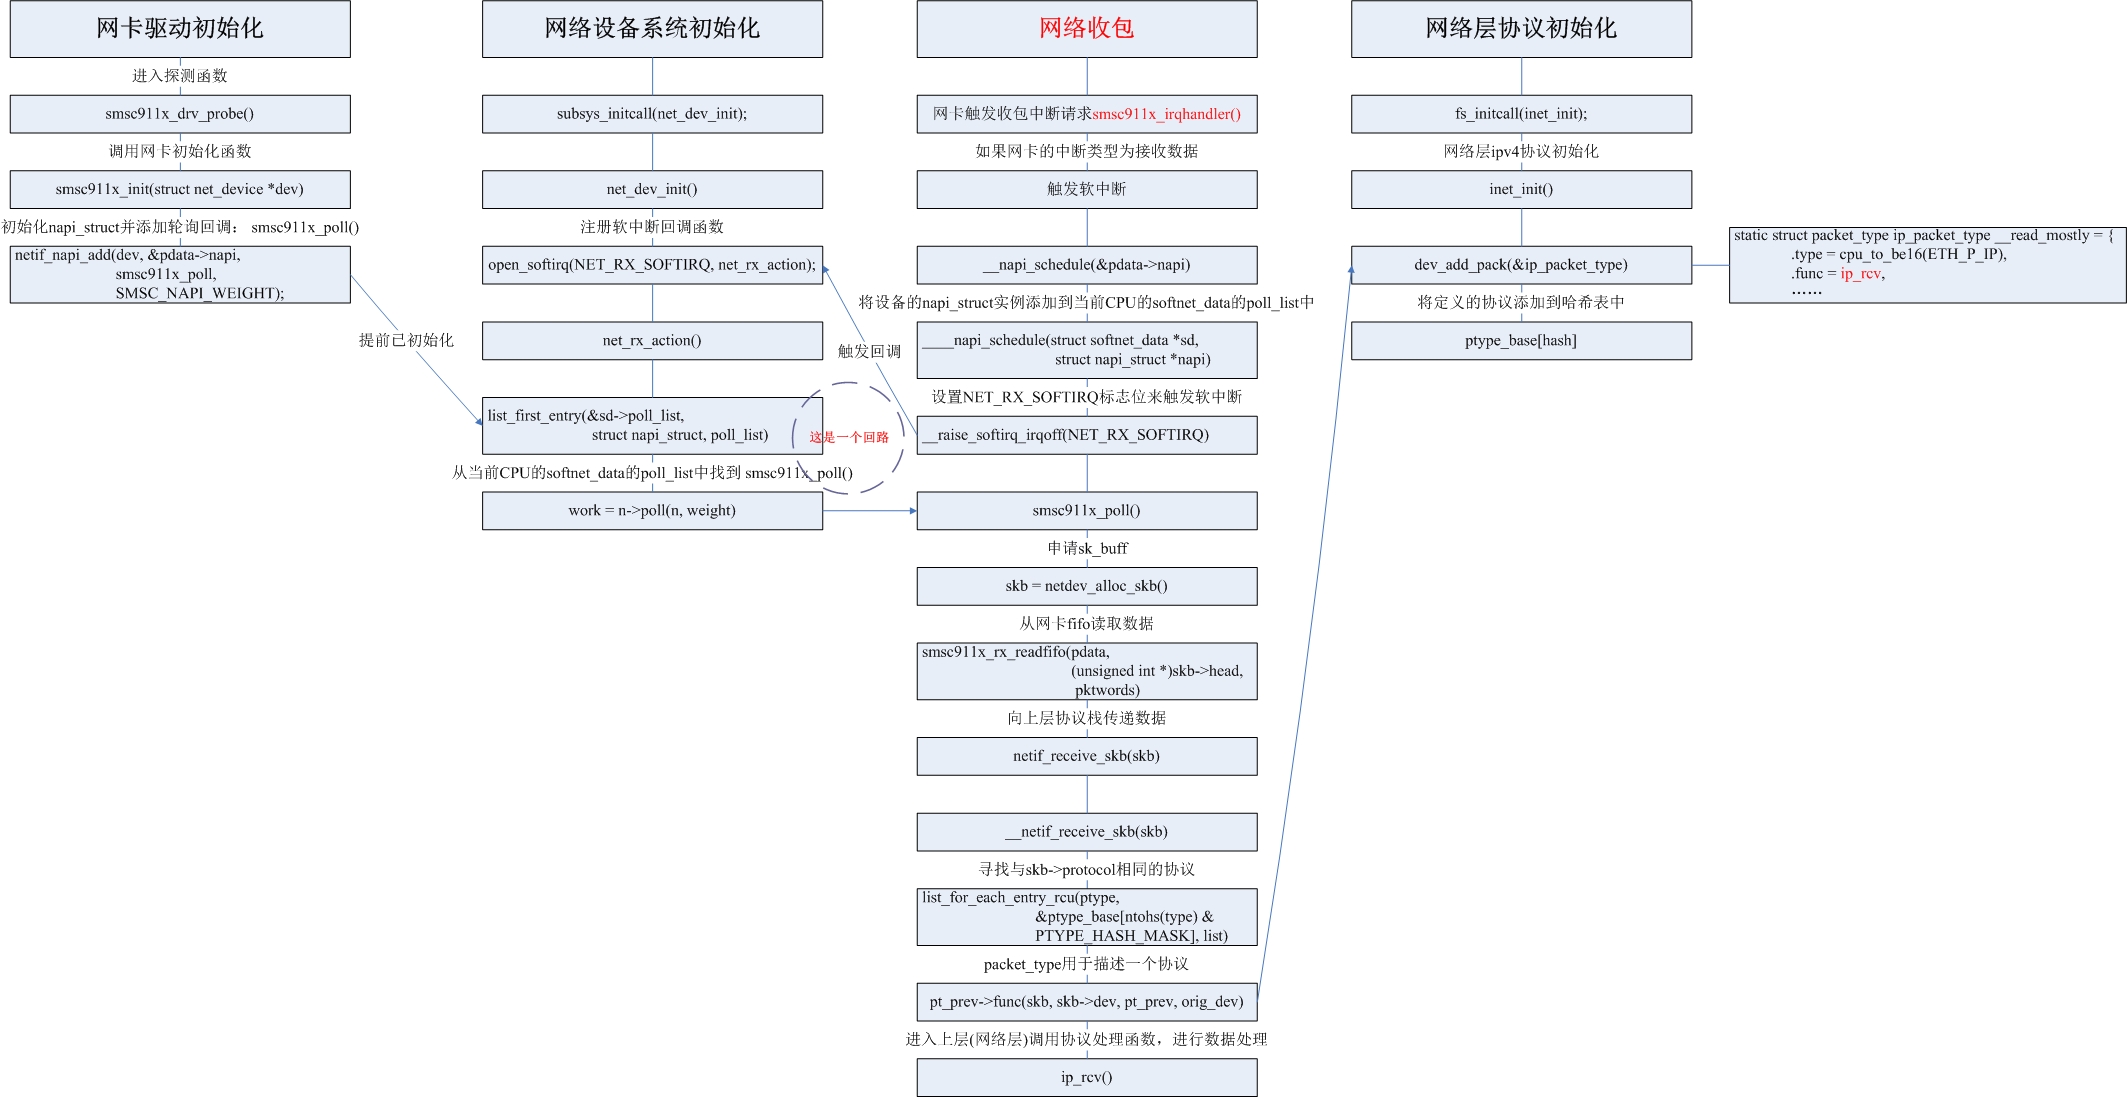 网卡驱动初始化
进入探测函数
smsc911x_drv_probe()
调用网卡初始化函数
smsc911x_init(struct net_device *dev)
初始化napi_struct并添加轮询回调： smsc911x_poll()
netif_napi_add(dev, &pdata->napi,
smsc911x_poll,
SMSC_NAPI_WEIGHT);
提前已初始化
网络设备系统初始化
subsys_initcall(net_dev_init);
net_dev_init()
注册软中断回调函数
open_softirq(NET_RX_SOFTIRQ, net_rx_action);
net_rx_action()
list_first_entry(&sd->poll_list,
struct napi_struct, poll_list)
从当前CPU的softnet_data的poll_list中找到 smsc911x_poll()
work = n->poll(n, weight)
触发回调
这是一个回路
网络收包
网卡触发收包中断请求smsc911x_irqhandler()
如果网卡的中断类型为接收数据
触发软中断
__napi_schedule(&pdata->napi)
将设备的napi_struct实例添加到当前CPU的softnet_data的poll_list中
____napi_schedule(struct softnet_data *sd,
struct napi_struct *napi)
设置NET_RX_SOFTIRQ标志位来触发软中断
__raise_softirq_irqoff(NET_RX_SOFTIRQ)
smsc911x_poll()
申请sk_buff
skb = netdev_alloc_skb()
从网卡fifo读取数据
smsc911x_rx_readfifo(pdata,
(unsigned int *)skb->head,
pktwords)
向上层协议栈传递数据
netif_receive_skb(skb)
__netif_receive_skb(skb)
寻找与skb->protocol相同的协议
list_for_each_entry_rcu(ptype,
&ptype_base[ntohs(type) &
PTYPE_HASH_MASK], list)
packet_type用于描述一个协议
pt_prev->func(skb, skb->dev, pt_prev, orig_dev)
进入上层(网络层)调用协议处理函数，进行数据处理
ip_rcv()
网络层协议初始化
fs_initcall(inet_init);
网络层ipv4协议初始化
inet_init()
dev_add_pack(&ip_packet_type)
将定义的协议添加到哈希表中
ptype_base[hash]
static struct packet_type ip_packet_type __read_mostly = {
.type = cpu_to_be16(ETH_P_IP),
.func = ip_rcv,
……